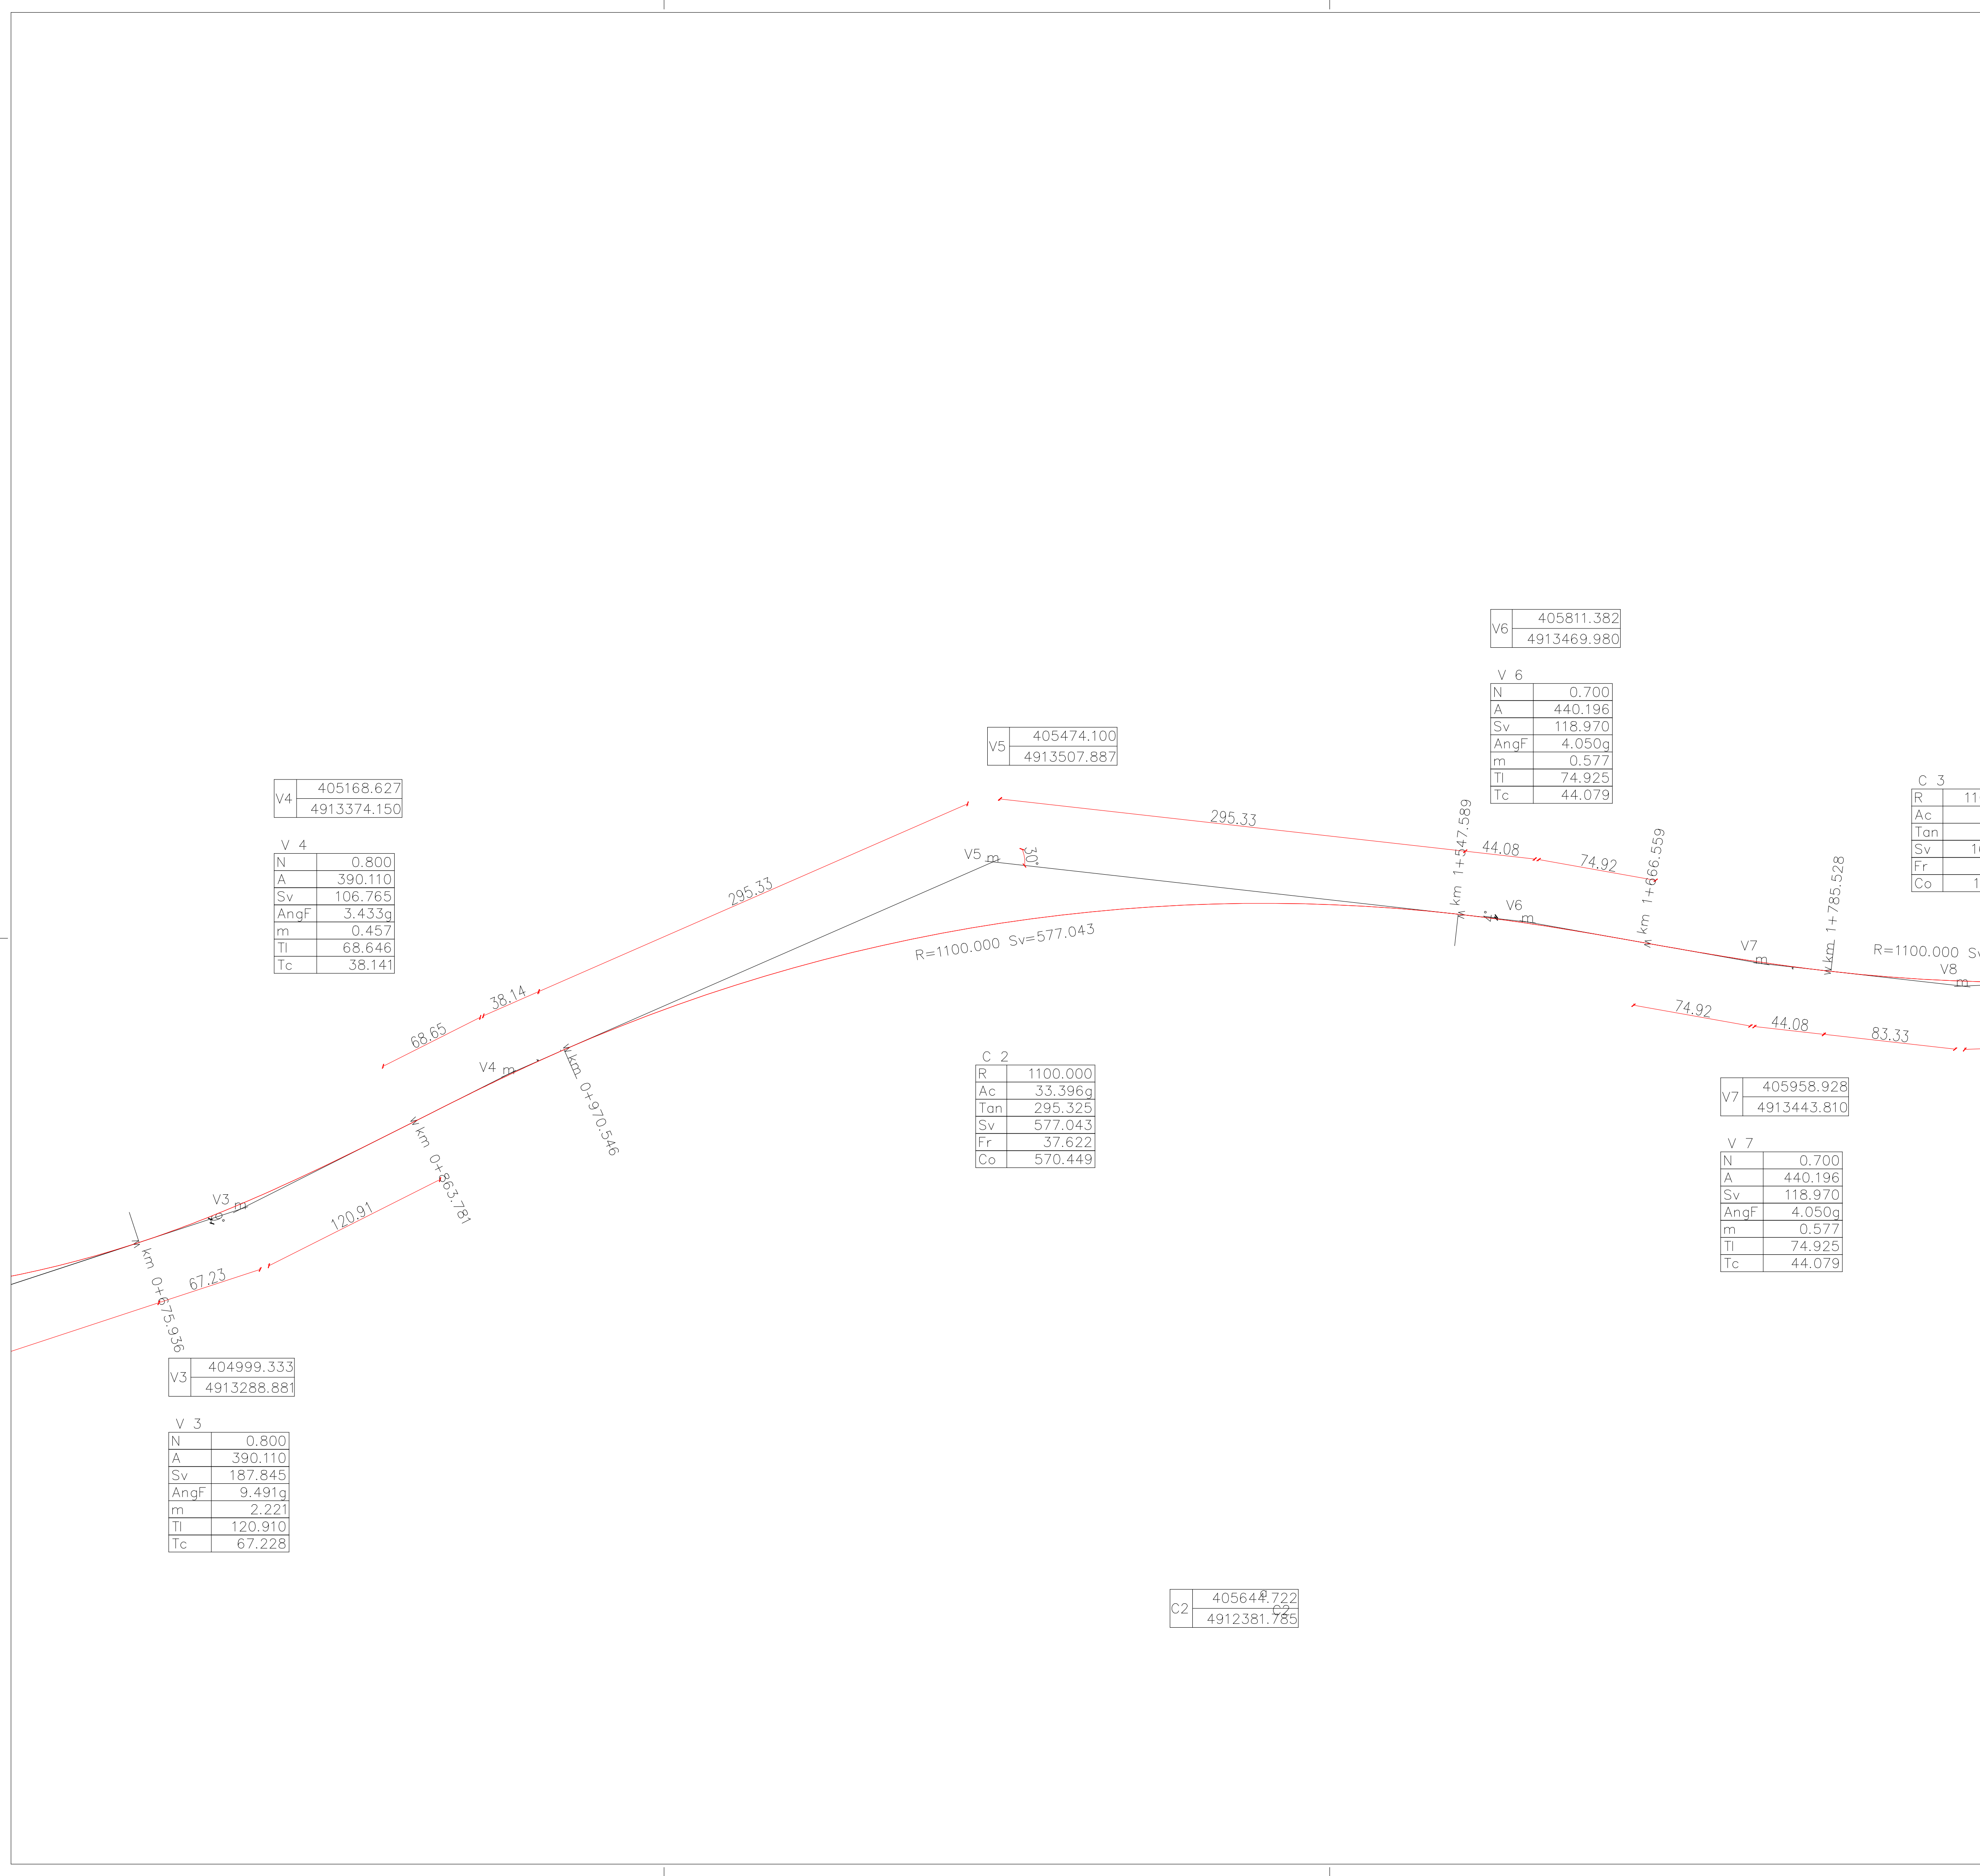 V6 405811.382
4913469.980
V 6
N 0.700
A 440.196
Sv 118.970
AngF 4.050g
m 0.577
Tl 74.925
Tc 44.079
V5 405474.100
4913507.887
V4 405168.627
4913374.150
V 4
N 0.800
A 390.110
Sv 106.765
AngF 3.433g
m 0.457
Tl 68.646
Tc 38.141
C 3
R
Ac
Tan
Sv
Fr
Co
295.33
295.33
44.08
74.92
38.14
68.65
V5 m
30°
km 1+547.589
4°
V6
m
km 1+666.559
km 1+785.528
V7
m
R=1100.000
V8
m
R=1100.000 Sv=577.043
74.92
44.08
83.33
V4 m
km 0+970.546
km 0+863.781
C 2
R 1100.000
Ac 33.396g
Tan 295.325
Sv 577.043
Fr 37.622
Co 570.449
V7 405958.928
4913443.810
V 7
N 0.700
A 440.196
Sv 118.970
AngF 4.050g
m 0.577
Tl 74.925
Tc 44.079
V3
m
120.91
67.23
km 0+675.936
V3 404999.333
4913288.881
V 3
N 0.800
A 390.110
Sv 187.845
AngF 9.491g
m 2.221
Tl 120.910
Tc 67.228
C2 405644.722
4912381.785
C2